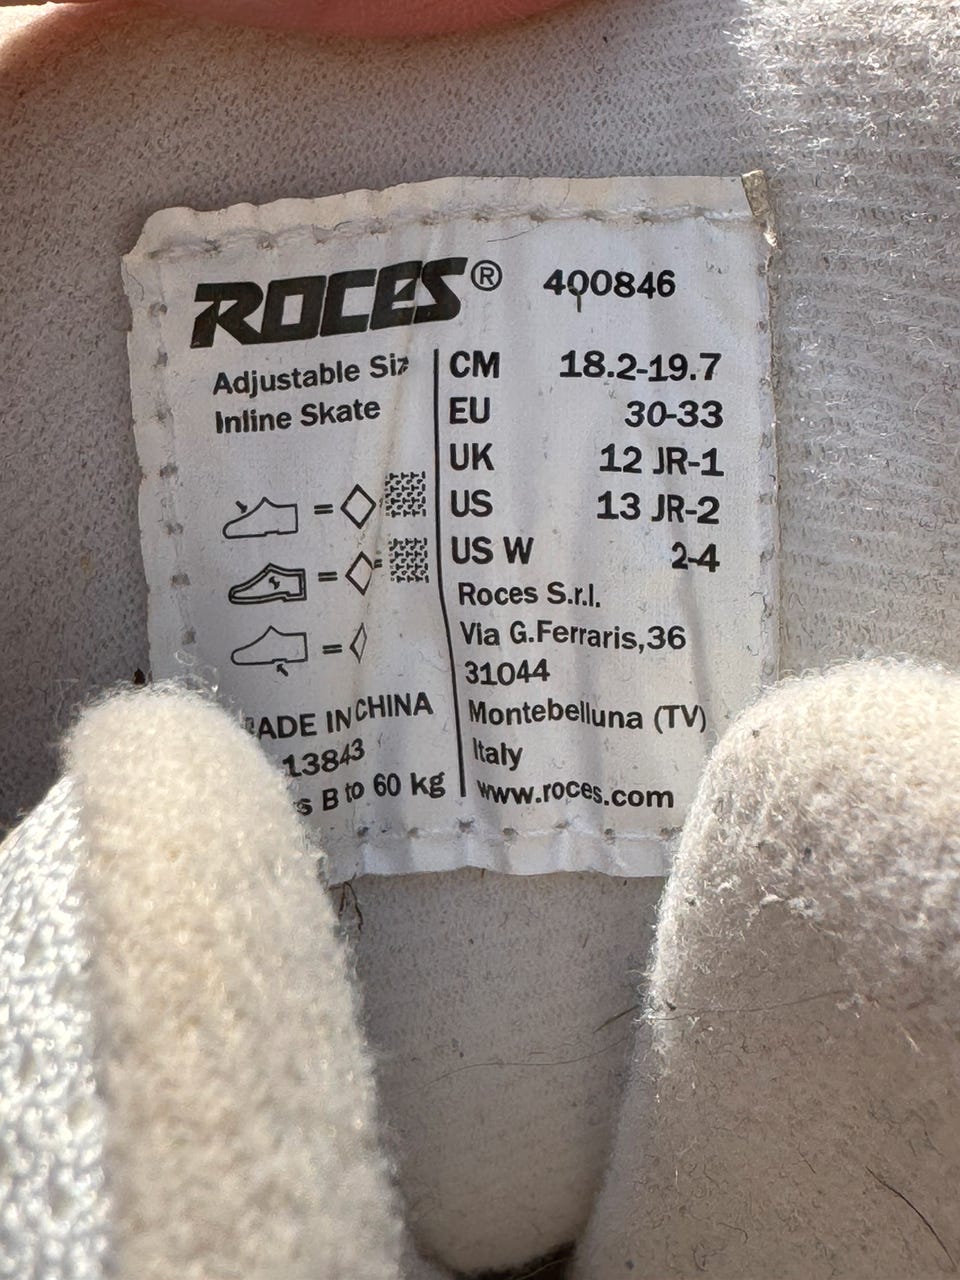 ROCES® 400846
Adjustable Siz
Inline Skate
CM 18.2-19.7
EU 30-33
UK 12 JR-1
US 13 JR-2
US W 2-4
=
=
=
ADE IN CHINA
13843
s B to 60 kg
Roces S.r.l.
Via G.Ferraris,36
31044
Montebelluna (TV)
Italy
www.roces.com